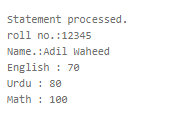 Statement processed.
roll no.:12345
Name.:Adil Waheed
English : 70
Urdu : 80
Math : 100